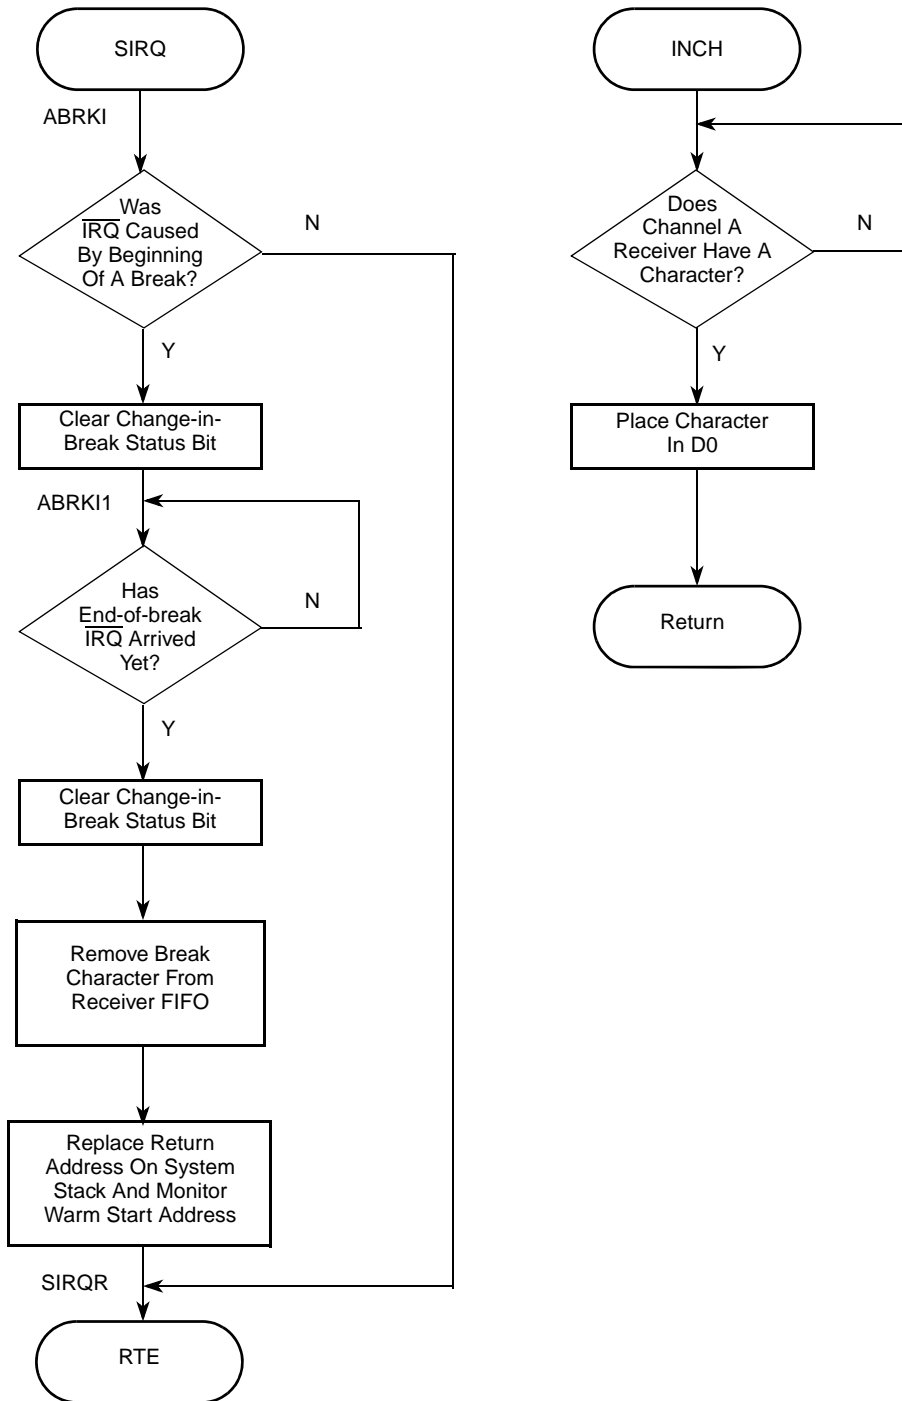 SIRQ
ABRKI
Was
IRQ Caused
By Beginning
Of A Break?
N
Y
Clear Change-in-
Break Status Bit
ABRKI1
Has
End-of-break
IRQ Arrived
Yet?
N
Y
Clear Change-in-
Break Status Bit
Remove Break
Character From
Receiver FIFO
Replace Return
Address On System
Stack And Monitor
Warm Start Address
SIRQR
RTE
INCH
Does
Channel A
Receiver Have A
Character?
N
Y
Place Character
In D0
Return